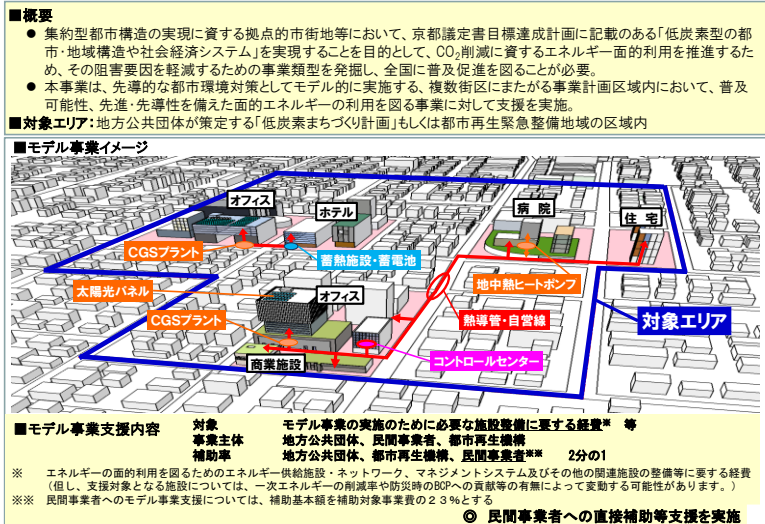 ■概要
● 集約型都市構造の実現に資する拠点的市街地等において、京都議定書目標達成計画に記載のある「低炭素型の都
市・地域構造や社会経済システム」を実現することを目的として、CO2削減に資するエネルギー面的利用を推進するた
め、その阻害要因を軽減するための事業類型を発掘し、全国に普及促進を図ることが必要。
● 本事業は、先導的な都市環境対策としてモデル的に実施する、複数街区にまたがる事業計画区域内において、普及
可能性、先進・先導性を備えた面的エネルギーの利用を図る事業に対して支援を実施。
■対象エリア：地方公共団体が策定する「低炭素まちづくり計画」もしくは都市再生緊急整備地域の区域内
■モデル事業イメージ
オフィス
ホテル
病 院
住 宅
CGSプラント
蓄熱施設・蓄電池
地中熱ヒートポンプ
太陽光パネル
オフィス
CGSプラント
熱導管・自営線
対象エリア
コントロールセンター
商業施設
■モデル事業支援内容
対象 モデル事業の実施のために必要な施設整備に要する経費※ 等
事業主体 地方公共団体、民間事業者、都市再生機構
補助率 地方公共団体、都市再生機構、民間事業者※※ 2分の1
※ エネルギーの面的利用を図るためのエネルギー供給施設・ネットワーク、マネジメントシステム及びその他の関連施設の整備等に要する経費
（但し、支援対象となる施設については、一次エネルギーの削減率や防災時のBCPへの貢献等の有無によって変動する可能性があります。）
※※ 民間事業者へのモデル事業支援については、補助基本額を補助対象事業費の２３％とする
◎ 民間事業者への直接補助等支援を実施